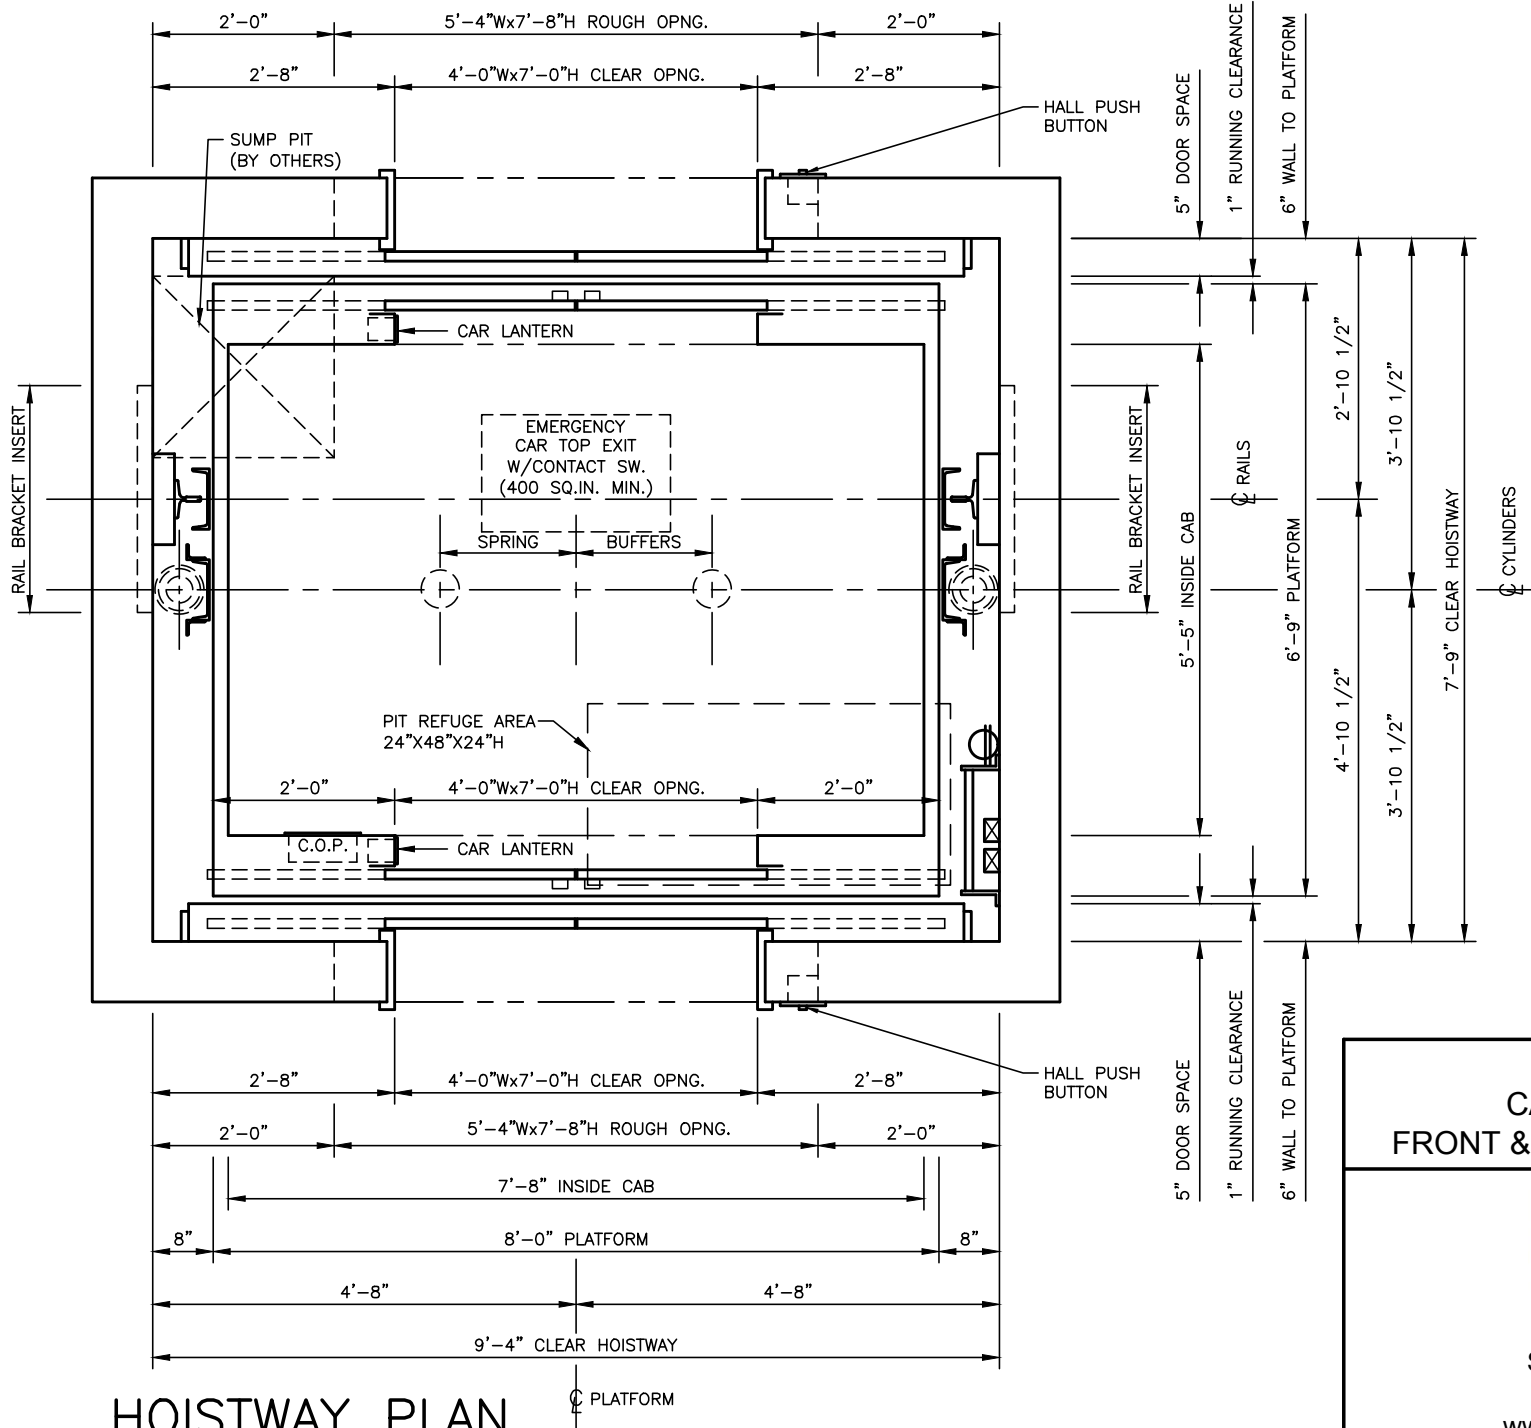 2'-0"
5'-4"Wx7'-8"H ROUGH OPNG.
2'-0"
2'-8"
4'-0"Wx7'-0"H CLEAR OPNG.
2'-8"
SUMP PIT
(BY OTHERS)
HALL PUSH
BUTTON
5" DOOR SPACE
1" RUNNING CLEARANCE
6" WALL TO PLATFORM
CAR LANTERN
RAIL BRACKET INSERT
EMERGENCY
CAR TOP EXIT
W/CONTACT SW.
(400 SQ.IN. MIN.)
SPRING
BUFFERS
RAIL BRACKET INSERT
5'-5" INSIDE CAB
℄ RAILS
6'-9" PLATFORM
2'-10 1/2"
4'-10 1/2"
3'-10 1/2"
3'-10 1/2"
7'-9" CLEAR HOISTWAY
℄ CYLINDERS
PIT REFUGE AREA
24"X48"X24"H
2'-0"
4'-0"Wx7'-0"H CLEAR OPNG.
2'-0"
C.O.P.
CAR LANTERN
HALL PUSH
BUTTON
5" DOOR SPACE
1" RUNNING CLEARANCE
6" WALL TO PLATFORM
2'-8"
4'-0"Wx7'-0"H CLEAR OPNG.
2'-8"
2'-0"
5'-4"Wx7'-8"H ROUGH OPNG.
2'-0"
7'-8" INSIDE CAB
8"
8'-0" PLATFORM
8"
4'-8"
4'-8"
9'-4" CLEAR HOISTWAY
℄ PLATFORM
HOISTWAY PLAN
FRONT &